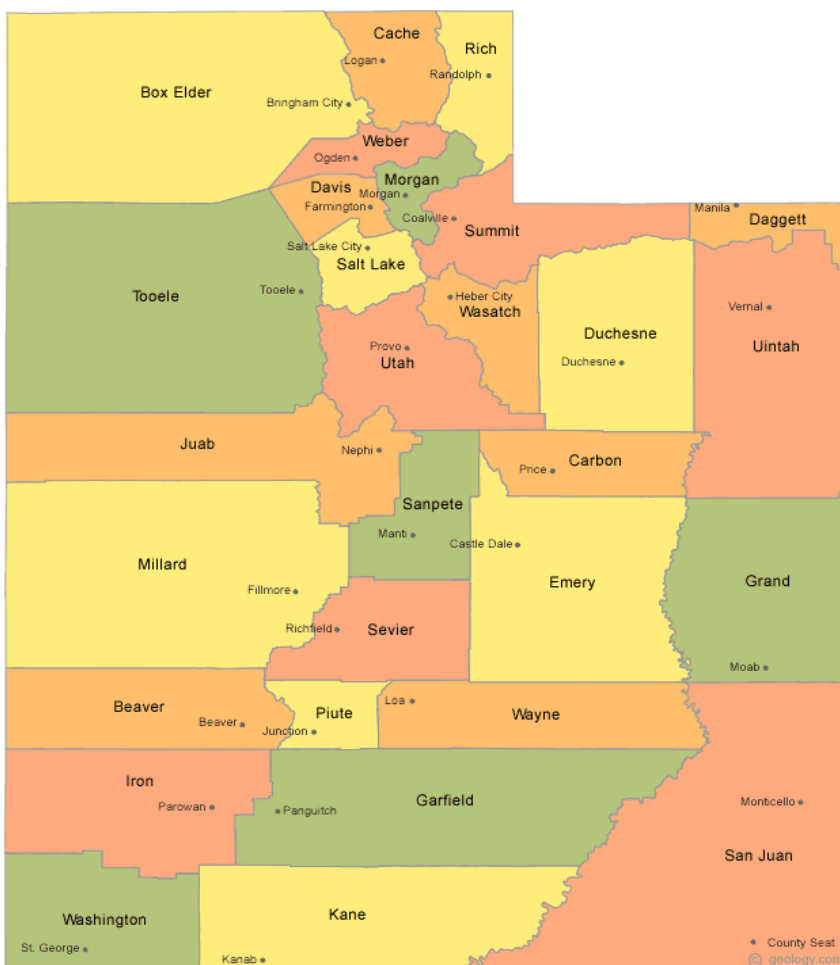 Cache
Logan
Rich
Randolph
Box Elder
Bringham City
Weber
Ogden
Morgan
Morgan
Davis
Farmington
Coalville
Summit
Manila
Daggett
Salt Lake City
Salt Lake
Tooele
Tooele
Heber City
Wasatch
Duchesne
Duchesne
Vernal
Uintah
Provo
Utah
Juab
Nephi
Carbon
Price
Sanpete
Manti
Castle Dale
Millard
Fillmore
Emery
Grand
Moab
Richfield
Sevier
Beaver
Beaver
Piute
Junction
Loa
Wayne
Iron
Parowan
Panguitch
Garfield
Monticello
San Juan
Washington
St. George
Kane
Kanab
County Seat
© geology.com